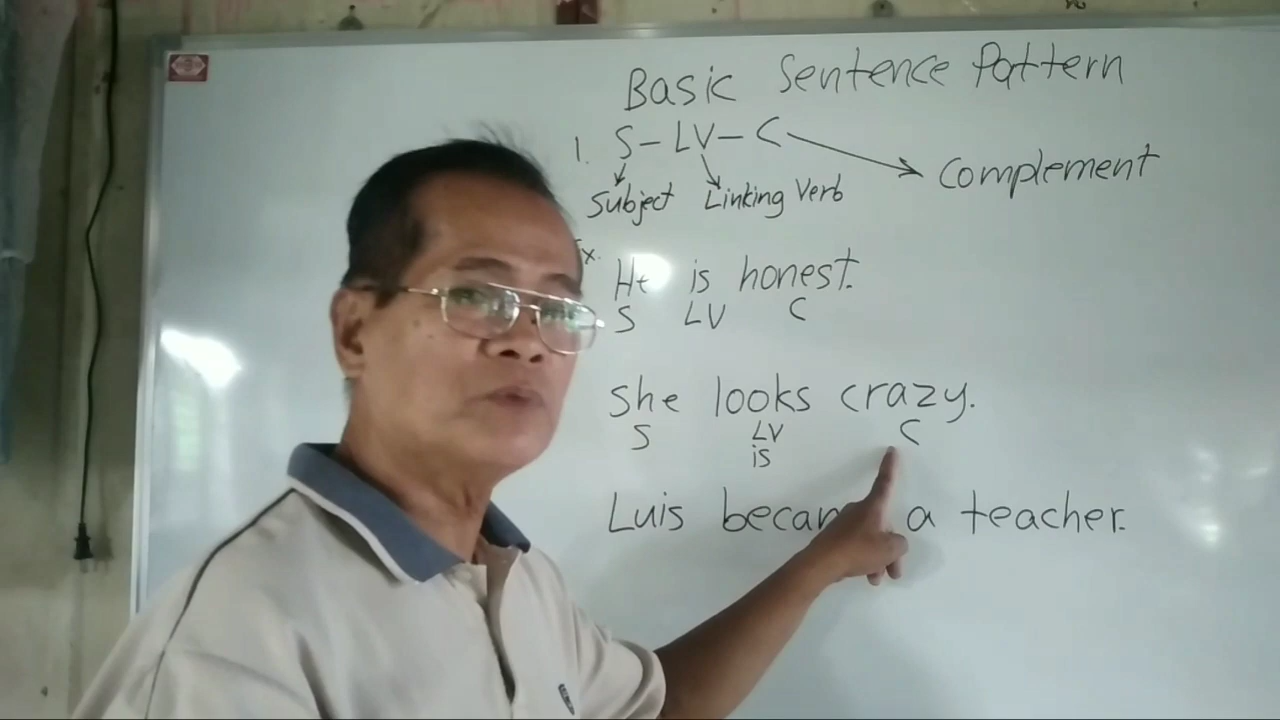 Basic Sentence Pattern
1. S - LV - C
Complement
Subject Linking Verb
He is honest.
S LV C
She looks crazy.
S LV C
is
Luis a teacher.